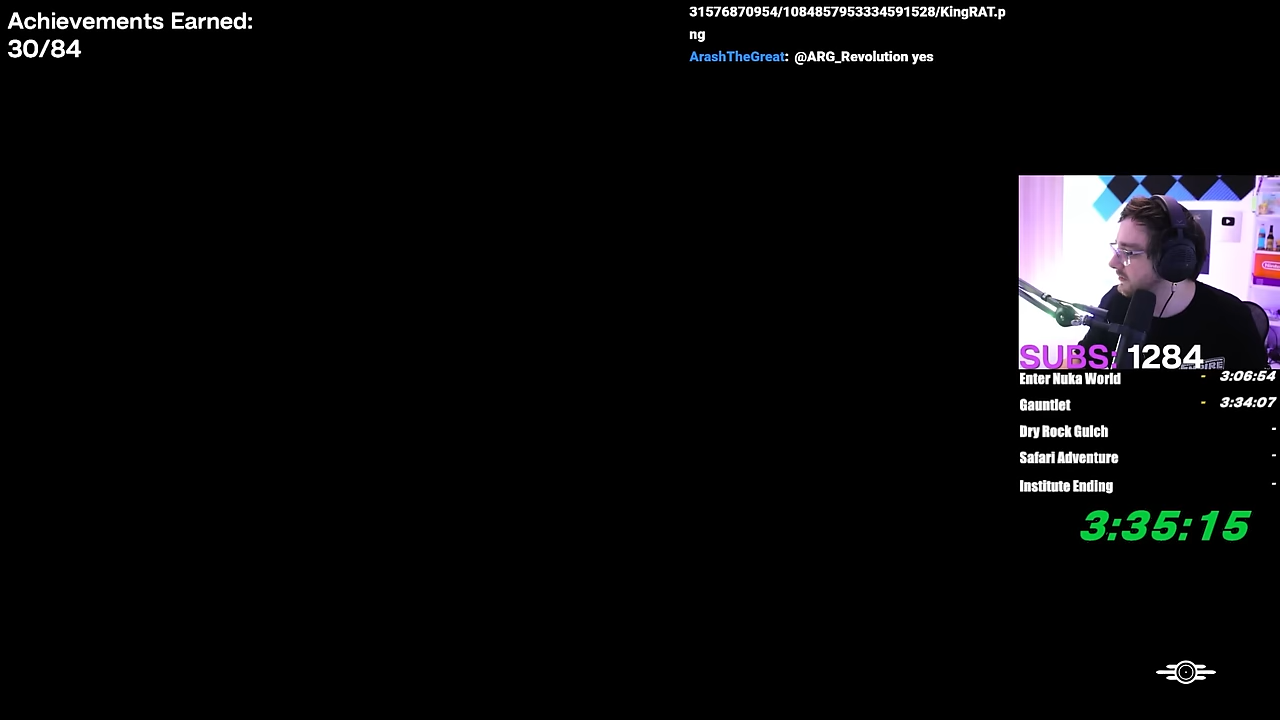 Achievements Earned:
30/84
31576870954/1084857953334591528/KingRAT.p
ng
ArashTheGreat: @ARG_Revolution yes
SUBS: 1284
Enter Nuka World - 3:06:54
Gauntlet - 3:34:07
Dry Rock Gulch -
Safari Adventure -
Institute Ending -
3:35:15